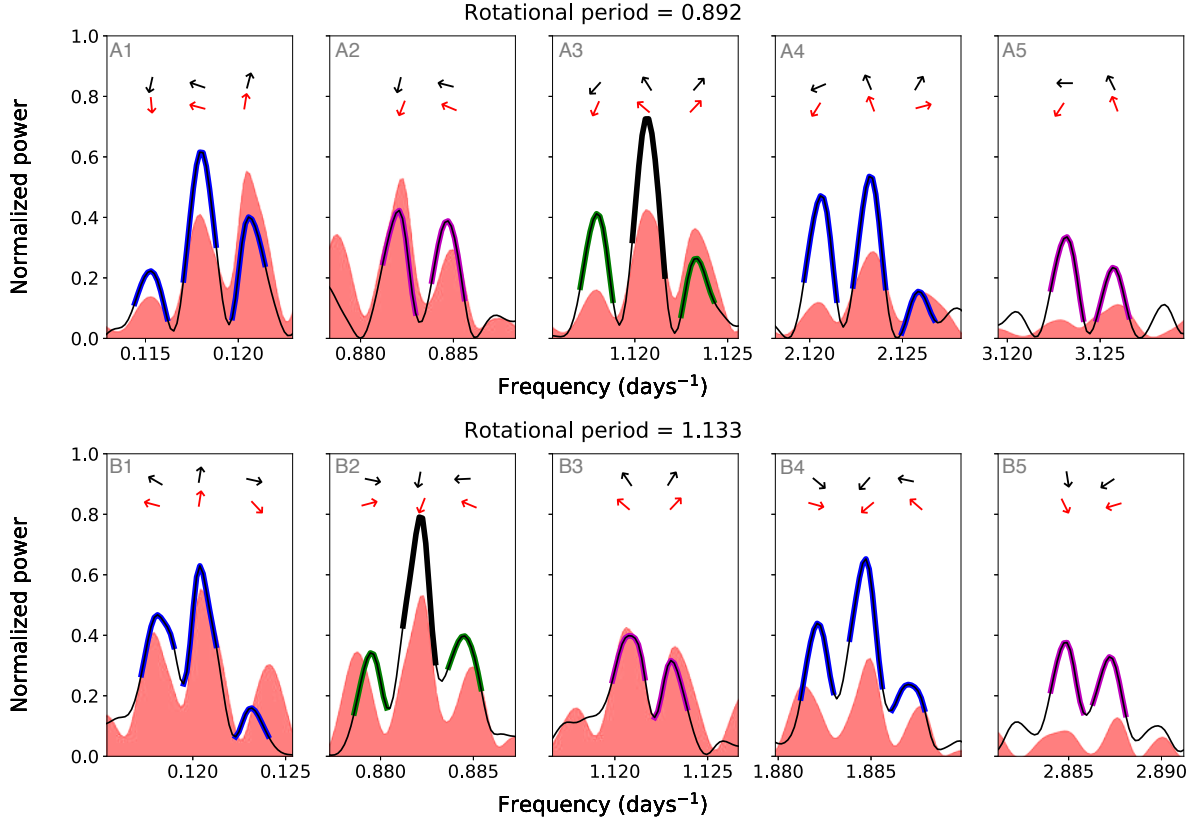 Rotational period = 0.892
Normalized power
1.0
0.8
0.6
0.4
0.2
0.0
A1
A2
A3
A4
A5
0.115 0.120
0.880 0.885
1.120 1.125
2.120 2.125
3.120 3.125
Frequency (days⁻¹)
Rotational period = 1.133
Normalized power
1.0
0.8
0.6
0.4
0.2
0.0
B1
B2
B3
B4
B5
0.120 0.125
0.880 0.885
1.120 1.125
1.880 1.885
2.885 2.890
Frequency (days⁻¹)